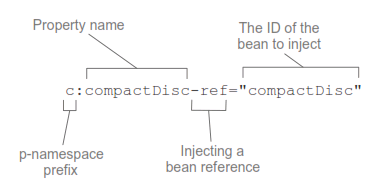 Property name
The ID of the
bean to inject
c:compactDisc-ref="compactDisc"
p-namespace
prefix
Injecting a
bean reference